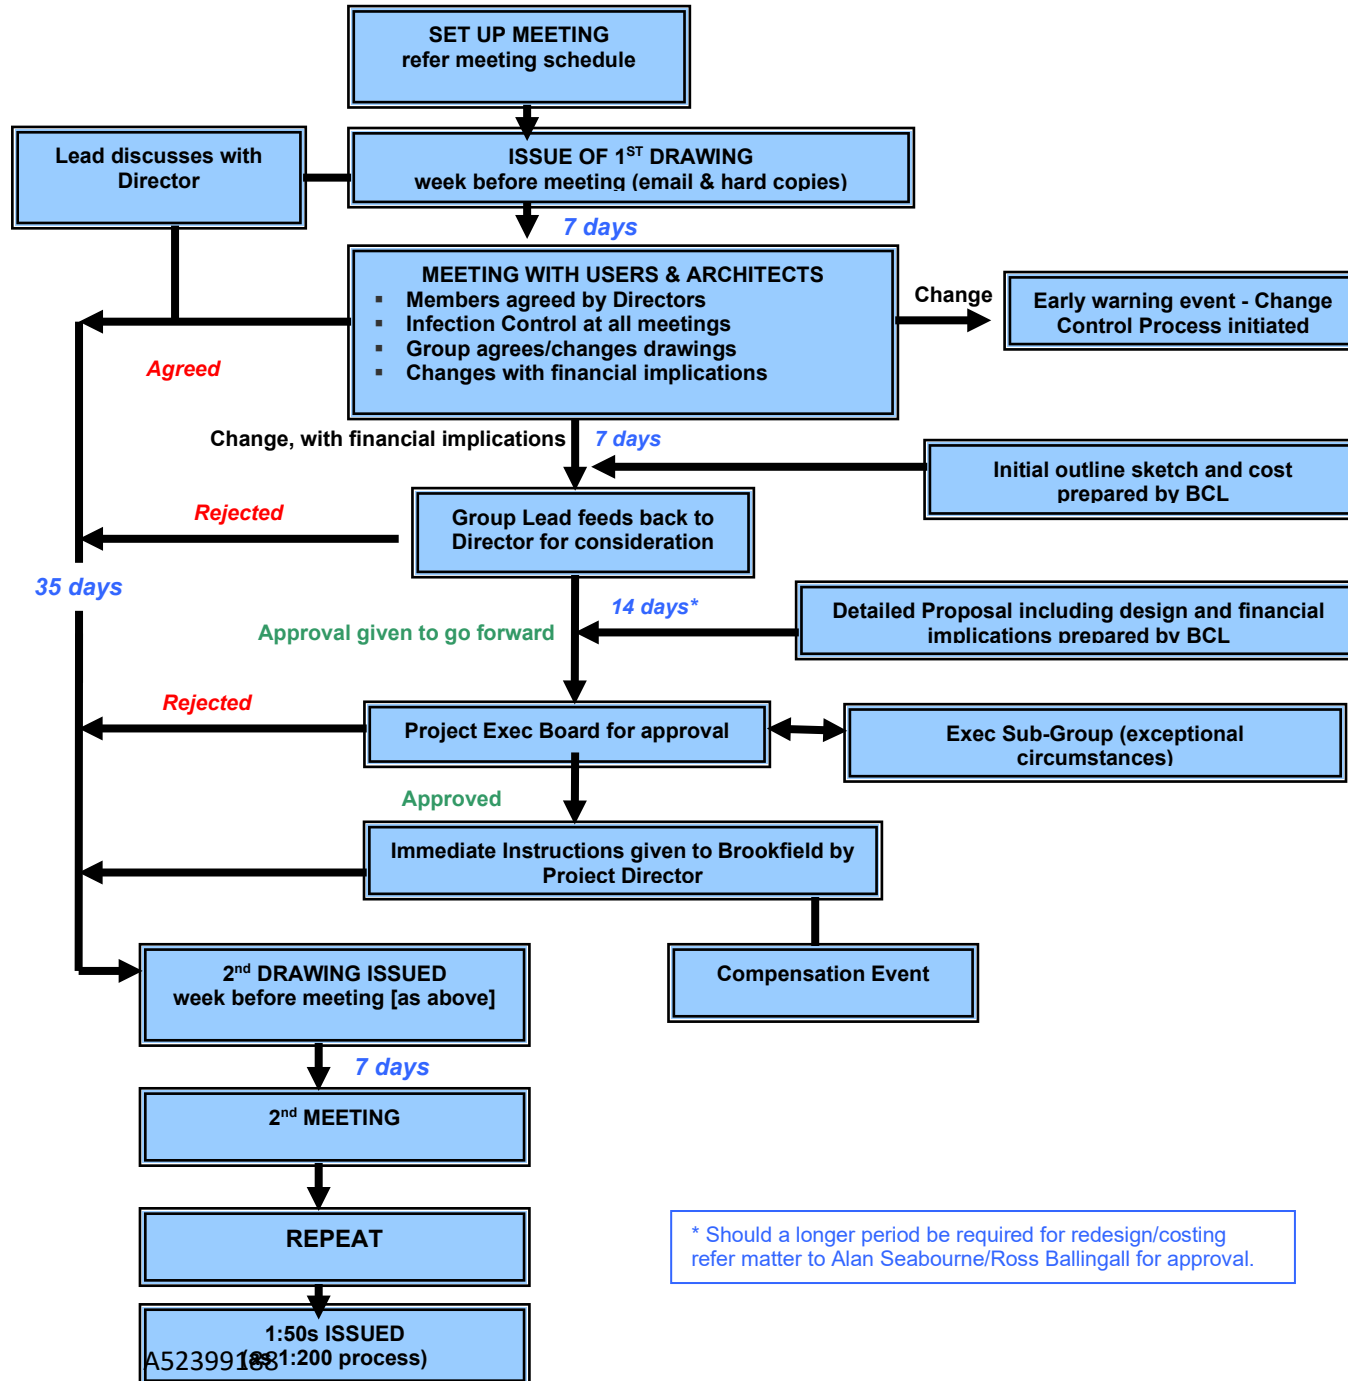 SET UP MEETING
refer meeting schedule
Lead discusses with
Director
ISSUE OF 1ST DRAWING
week before meeting (email & hard copies)
7 days
MEETING WITH USERS & ARCHITECTS
▪ Members agreed by Directors
▪ Infection Control at all meetings
▪ Group agrees/changes drawings
▪ Changes with financial implications
Change
Early warning event - Change
Control Process initiated
Agreed
Change, with financial implications
7 days
Initial outline sketch and cost
prepared by BCL
Rejected
Group Lead feeds back to
Director for consideration
35 days
14 days*
Detailed Proposal including design and financial
implications prepared by BCL
Approval given to go forward
Rejected
Project Exec Board for approval
Exec Sub-Group (exceptional
circumstances)
Approved
Immediate Instructions given to Brookfield by
Project Director
2nd DRAWING ISSUED
week before meeting [as above]
Compensation Event
7 days
2nd MEETING
REPEAT
* Should a longer period be required for redesign/costing
refer matter to Alan Seabourne/Ross Ballingall for approval.
1:50s ISSUED
(as 1:200 process)
A52399188